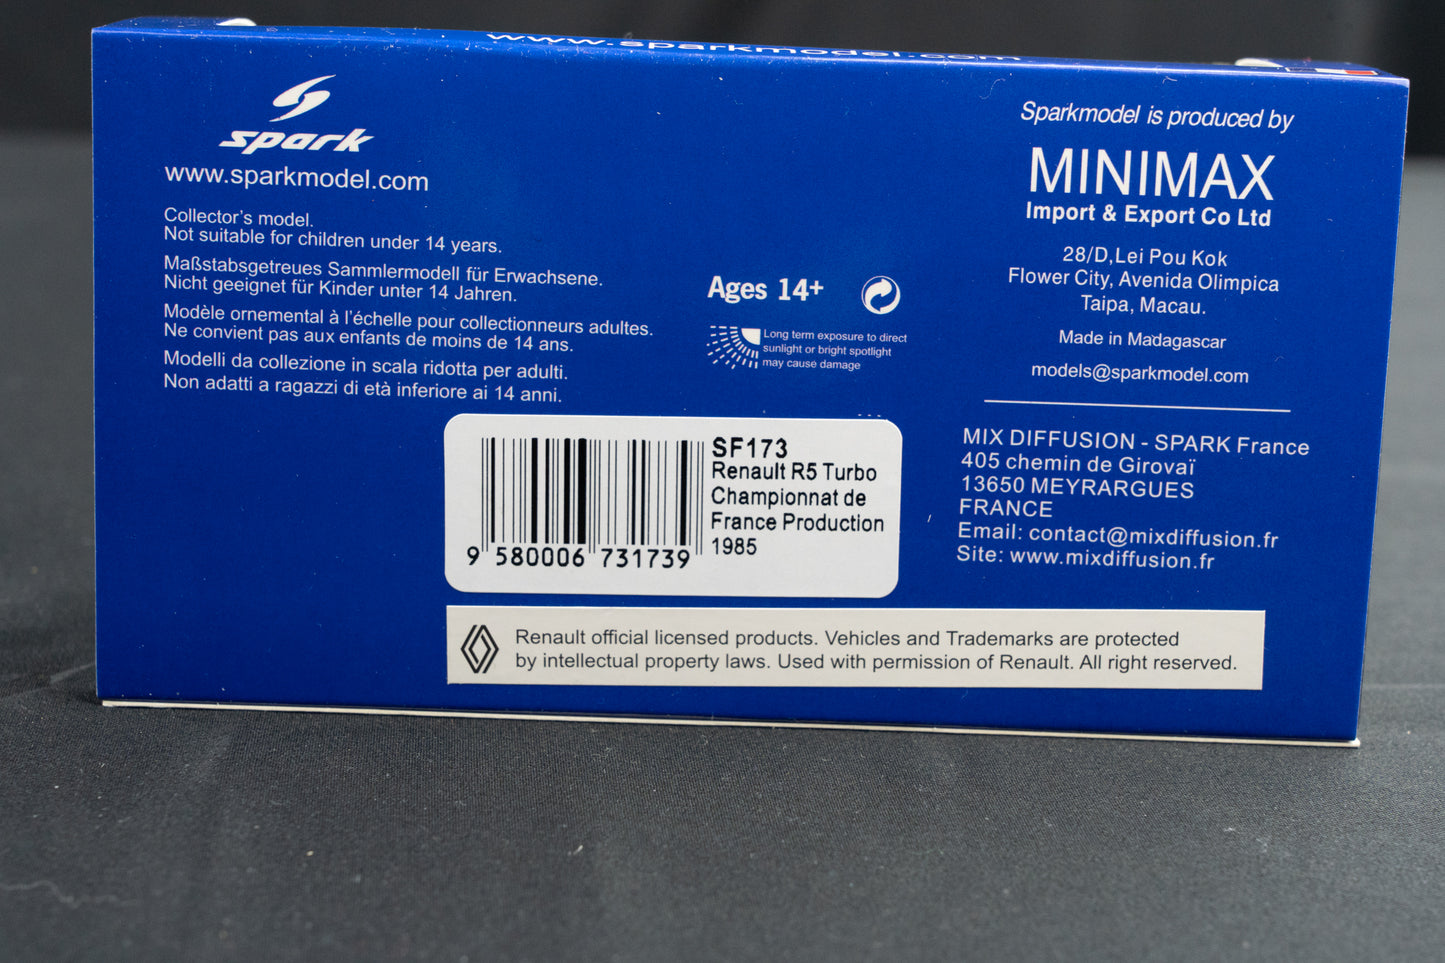 www.sparkmodel.com
spark
www.sparkmodel.com
Collector's model.
Not suitable for children under 14 years.
Maßstabsgetreues Sammlermodell für Erwachsene.
Nicht geeignet für Kinder unter 14 Jahren.
Modèle ornemental à l'échelle pour collectionneurs adultes.
Ne convient pas aux enfants de moins de 14 ans.
Modelli da collezione in scala ridotta per adulti.
Non adatti a ragazzi di età inferiore ai 14 anni.
Ages 14+
Long term exposure to direct
sunlight or bright spotlight
may cause damage
Sparkmodel is produced by
MINIMAX
Import & Export Co Ltd
28/D,Lei Pou Kok
Flower City, Avenida Olimpica
Taipa, Macau.
Made in Madagascar
models@sparkmodel.com
MIX DIFFUSION - SPARK France
405 chemin de Girovaï
13650 MEYRARGUES
FRANCE
Email: contact@mixdiffusion.fr
Site: www.mixdiffusion.fr
SF173
Renault R5 Turbo
Championnat de
France Production
1985
9 580006 731739
Renault official licensed products. Vehicles and Trademarks are protected
by intellectual property laws. Used with permission of Renault. All right reserved.